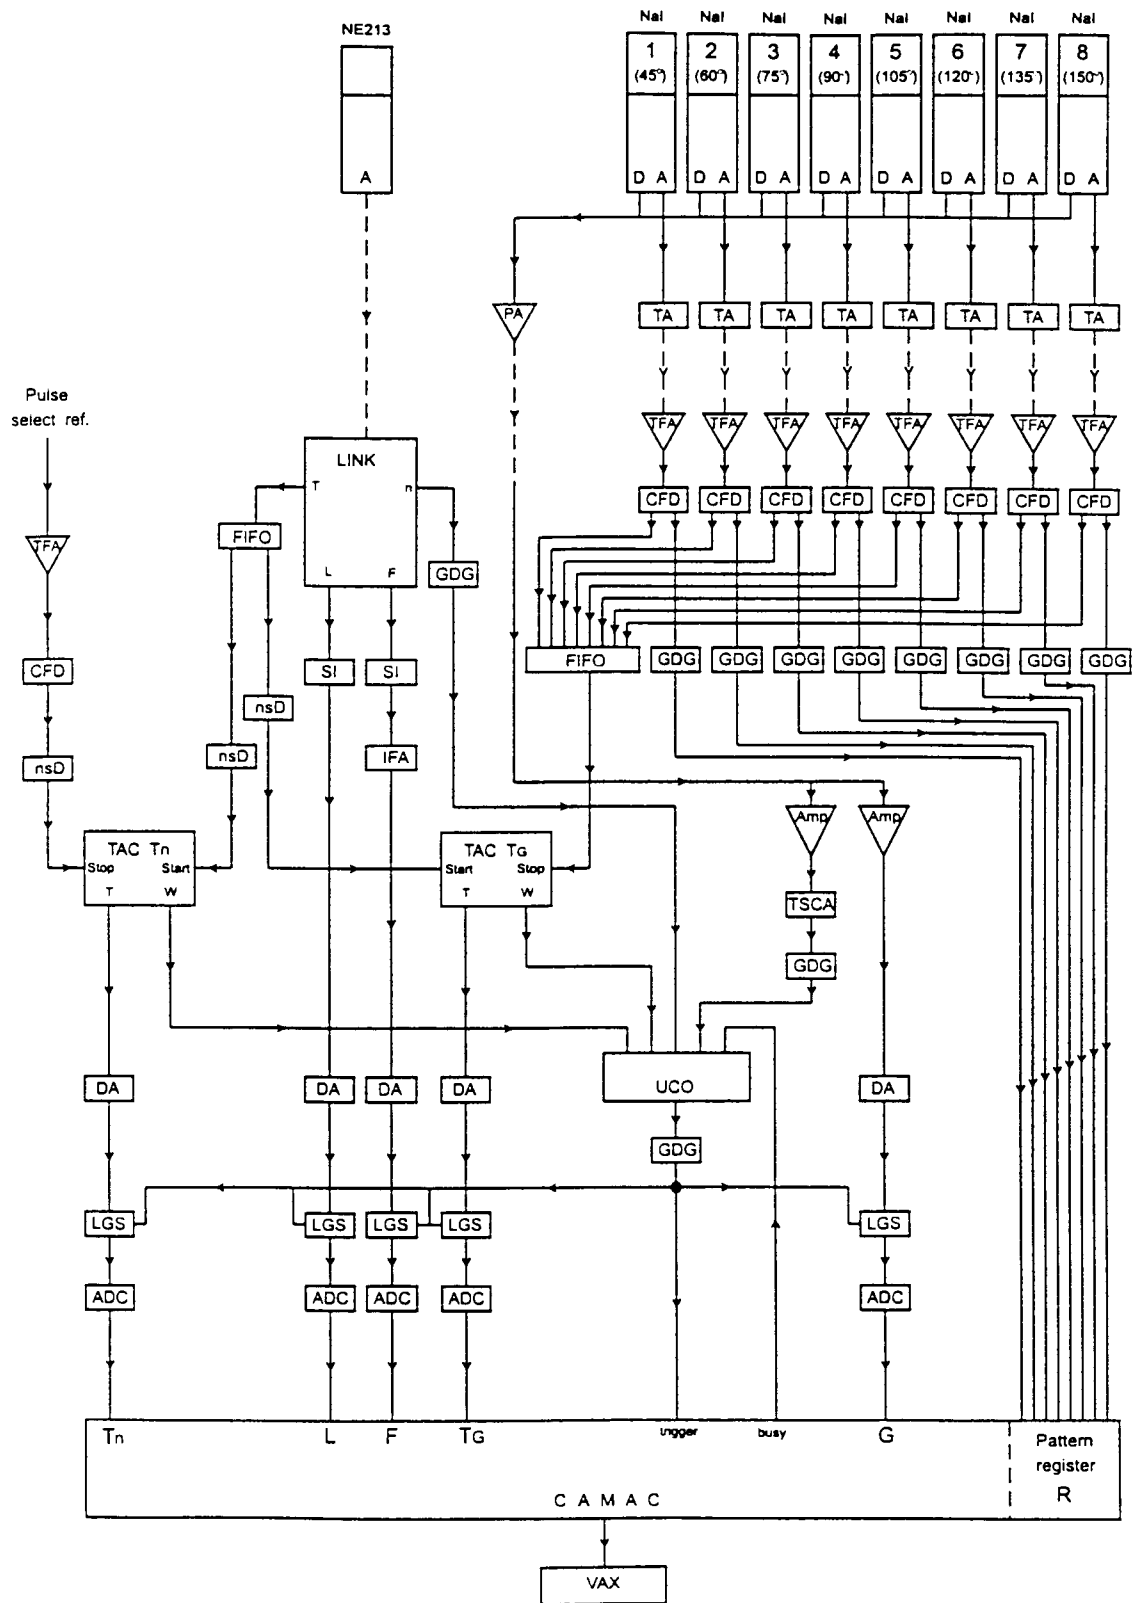 NE213
NaI NaI NaI NaI NaI NaI NaI NaI
1 2 3 4 5 6 7 8
(45°) (60°) (75°) (90°) (105°) (120°) (135°) (150°)
A
D A D A D A D A D A D A D A D A
PA
TA TA TA TA TA TA TA TA
Pulse
select ref.
TFA TFA TFA TFA TFA TFA TFA TFA
LINK
T n
L F
CFD CFD CFD CFD CFD CFD CFD CFD
FIFO
TFA
GDG
CFD
SI SI
FIFO
GDG GDG GDG GDG GDG GDG GDG GDG
nsD
nsD
nsD
IFA
Amp Amp
TAC Tn
Stop Start
T W
TAC TG
Start Stop
T W
TSCA
GDG
DA DA DA DA
UCO
DA
GDG
LGS LGS LGS LGS LGS
ADC ADC ADC ADC ADC
Tn L F TG trigger busy G
Pattern
register
R
C A M A C
VAX